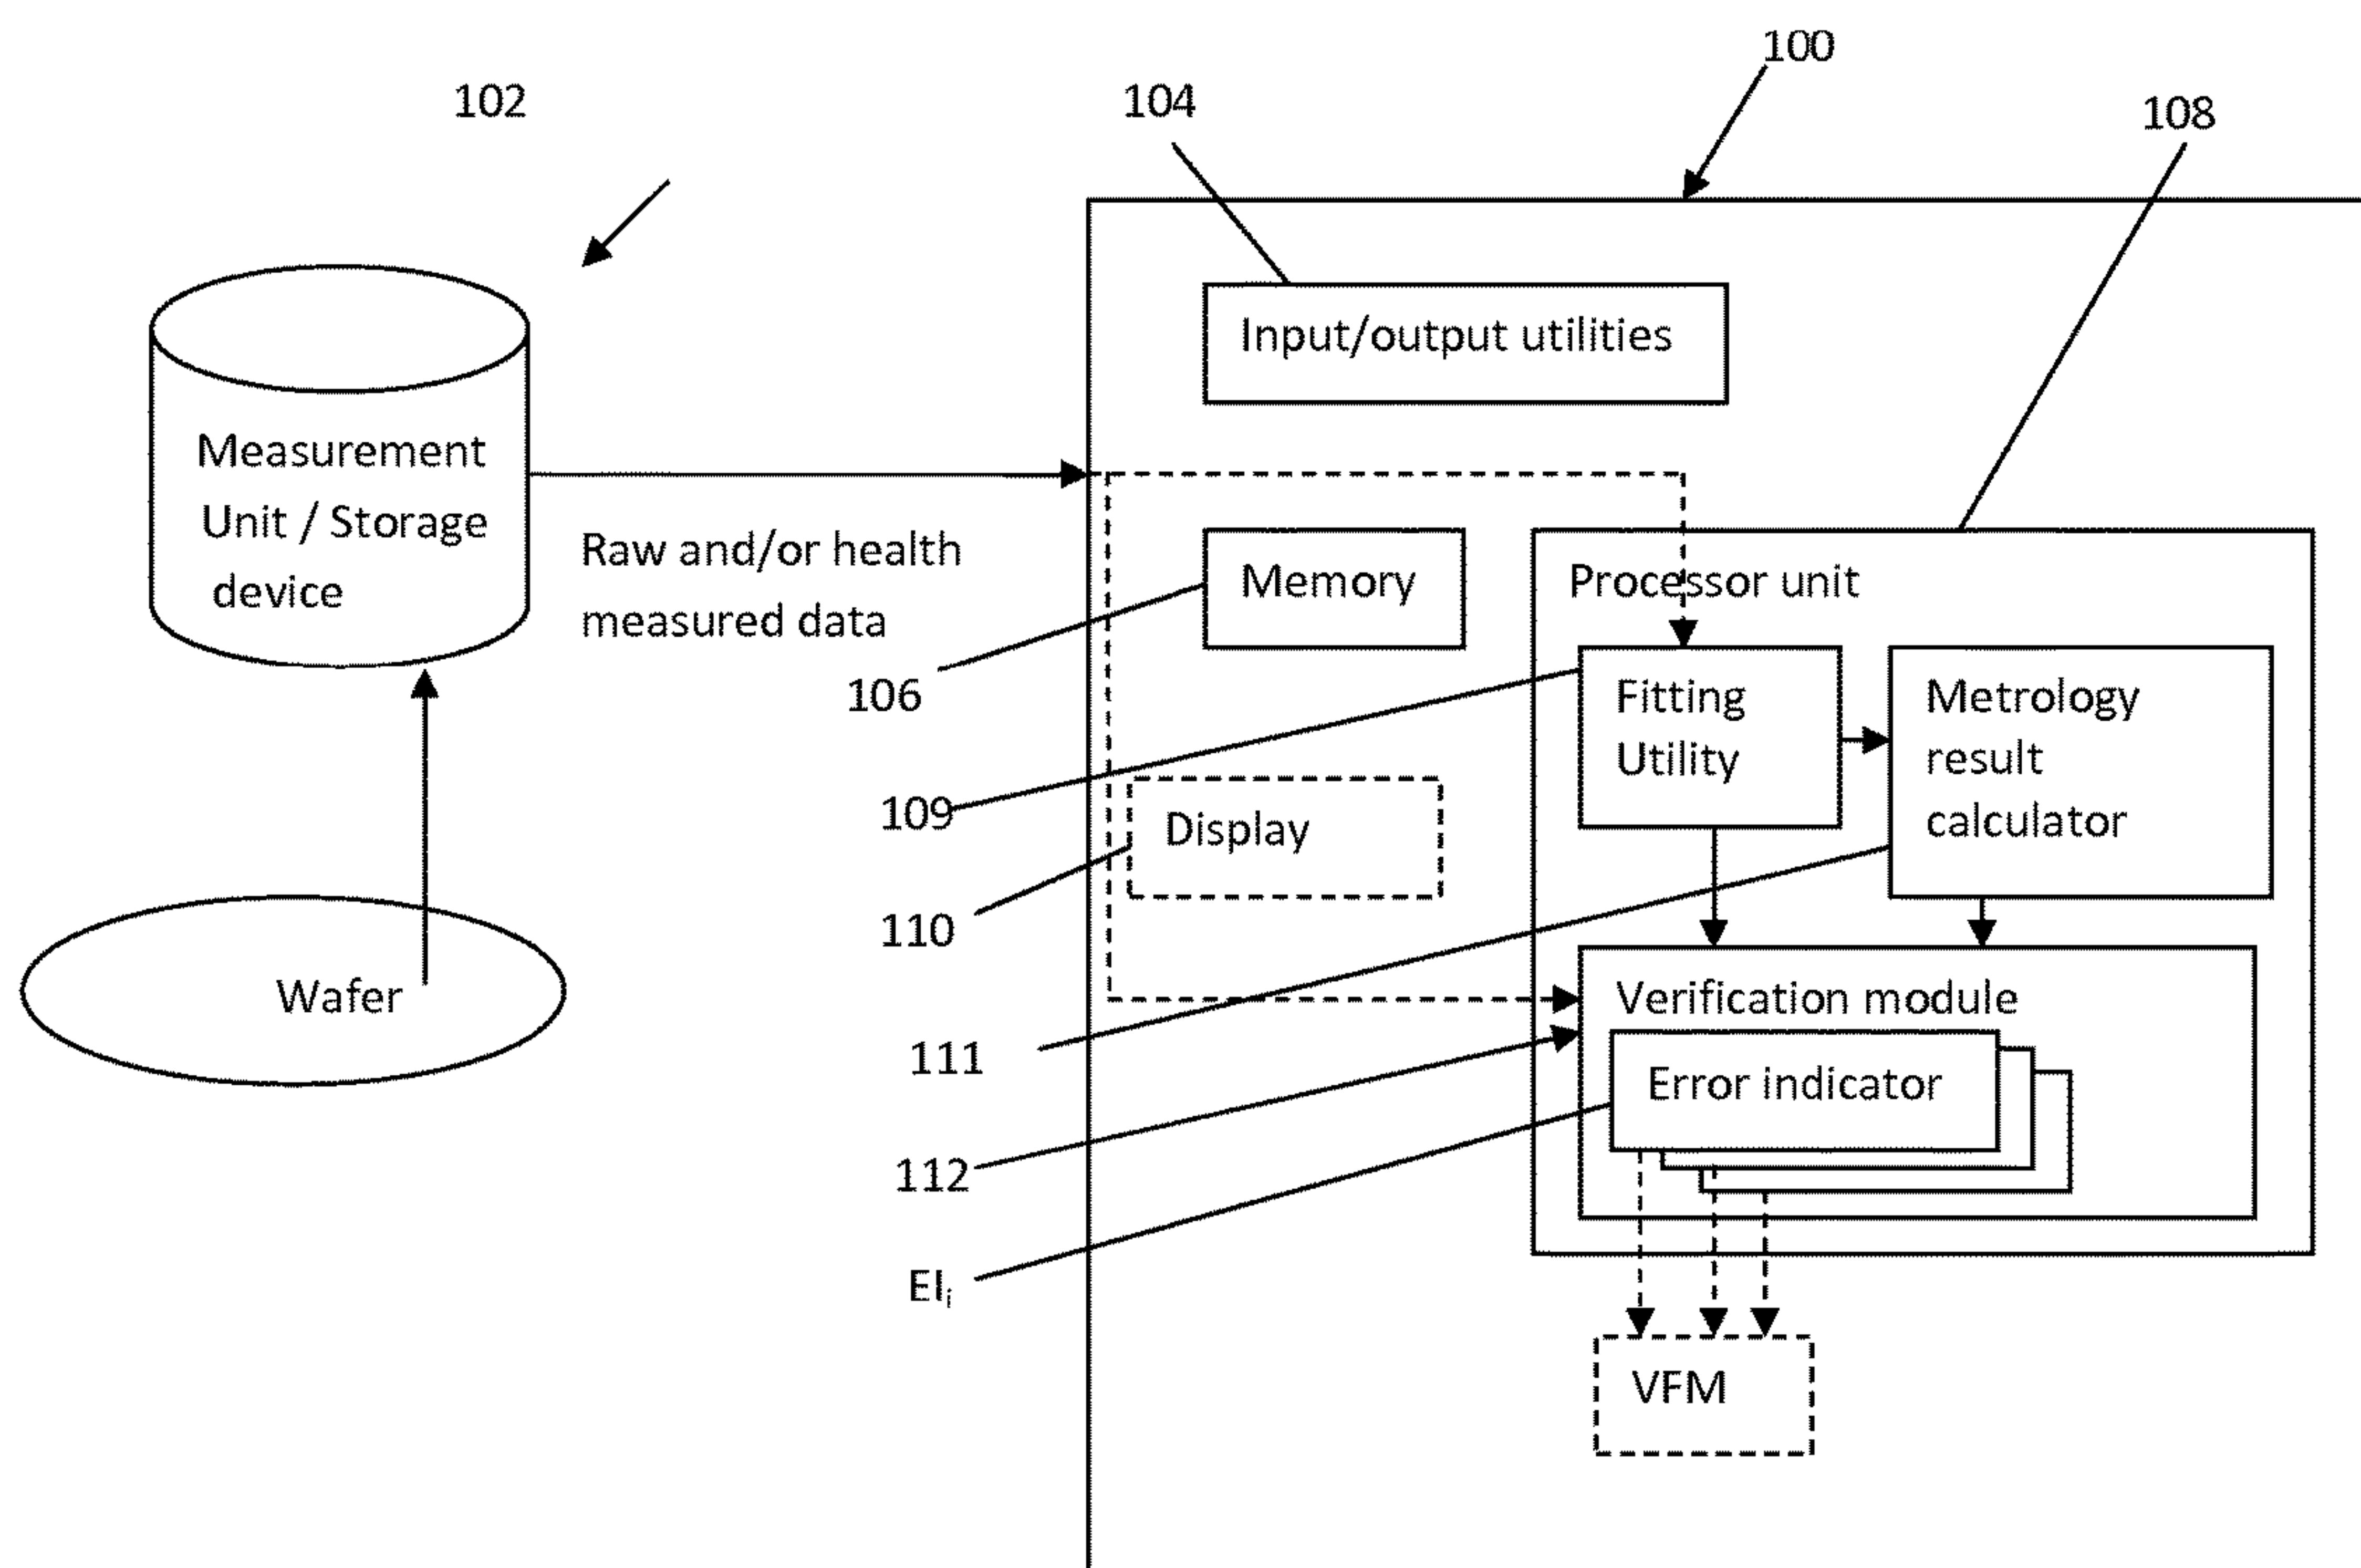 100
102
104
108
Input/output utilities
Measurement
Unit / Storage
device
Raw and/or health
measured data
Memory
Processor unit
106
Fitting
Utility
Metrology
result
calculator
109
Display
110
Wafer
Verification module
111
Error indicator
112
EIi
VFM